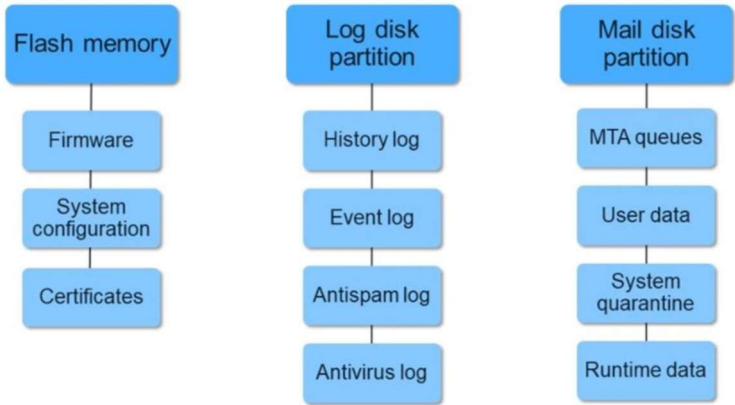 Flash memory
Firmware
System
configuration
Certificates
Log disk
partition
History log
Event log
Antispam log
Antivirus log
Mail disk
partition
MTA queues
User data
System
quarantine
Runtime data